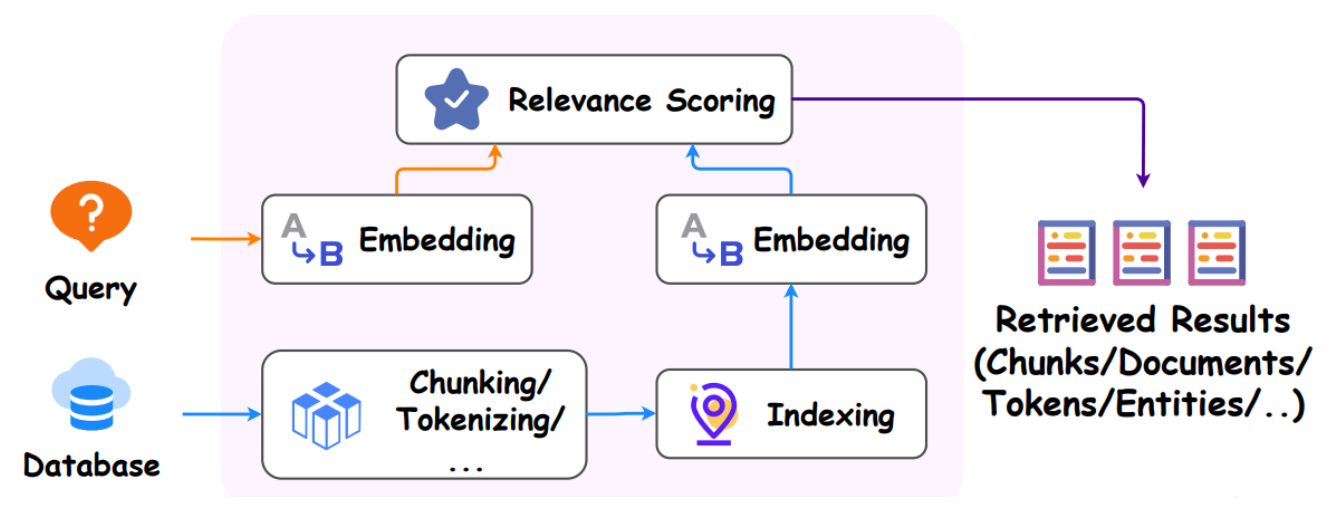 Relevance Scoring
A
B
Embedding
A
B
Embedding
?
Query
Chunking/
Tokenizing/
...
Indexing
Database
Retrieved Results
(Chunks/Documents/
Tokens/Entities/..)